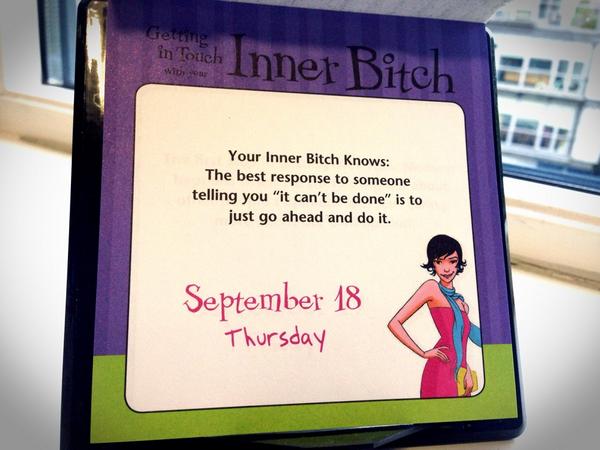 Getting
in Touch
with your
Inner Bitch
Your Inner Bitch Knows:
The best response to someone
telling you "it can't be done" is to
just go ahead and do it.
September 18
Thursday